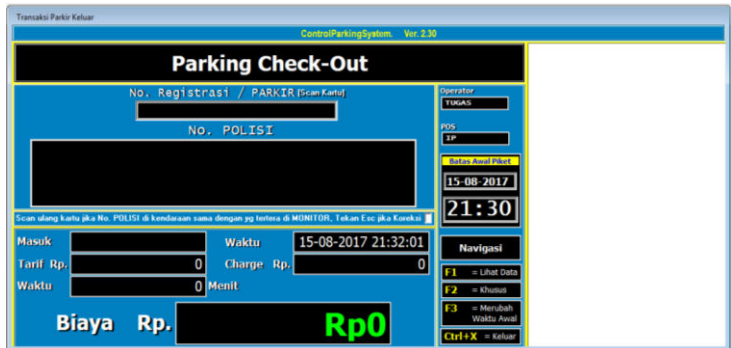 Transaksi Parkir Keluar
ControlParkingSystem. Ver. 2.30
Parking Check-Out
No. Registrasi / PARKIR [Scan Kartu]
No. POLISI
Scan ulang kartu jika No. POLISI di kendaraan sama dengan yg tertera di MONITOR, Tekan Esc jika Koreksi
Masuk
Waktu 15-08-2017 21:32:01
Tarif Rp. 0
Charge Rp. 0
Waktu 0 Menit
Biaya Rp. Rp0
Operator
TUGAS
POS
IP
Batas Awal Piket
15-08-2017
21:30
Navigasi
F1 = Lihat Data
F2 = Khusus
F3 = Merubah
Waktu Awal
Ctrl+X = Keluar